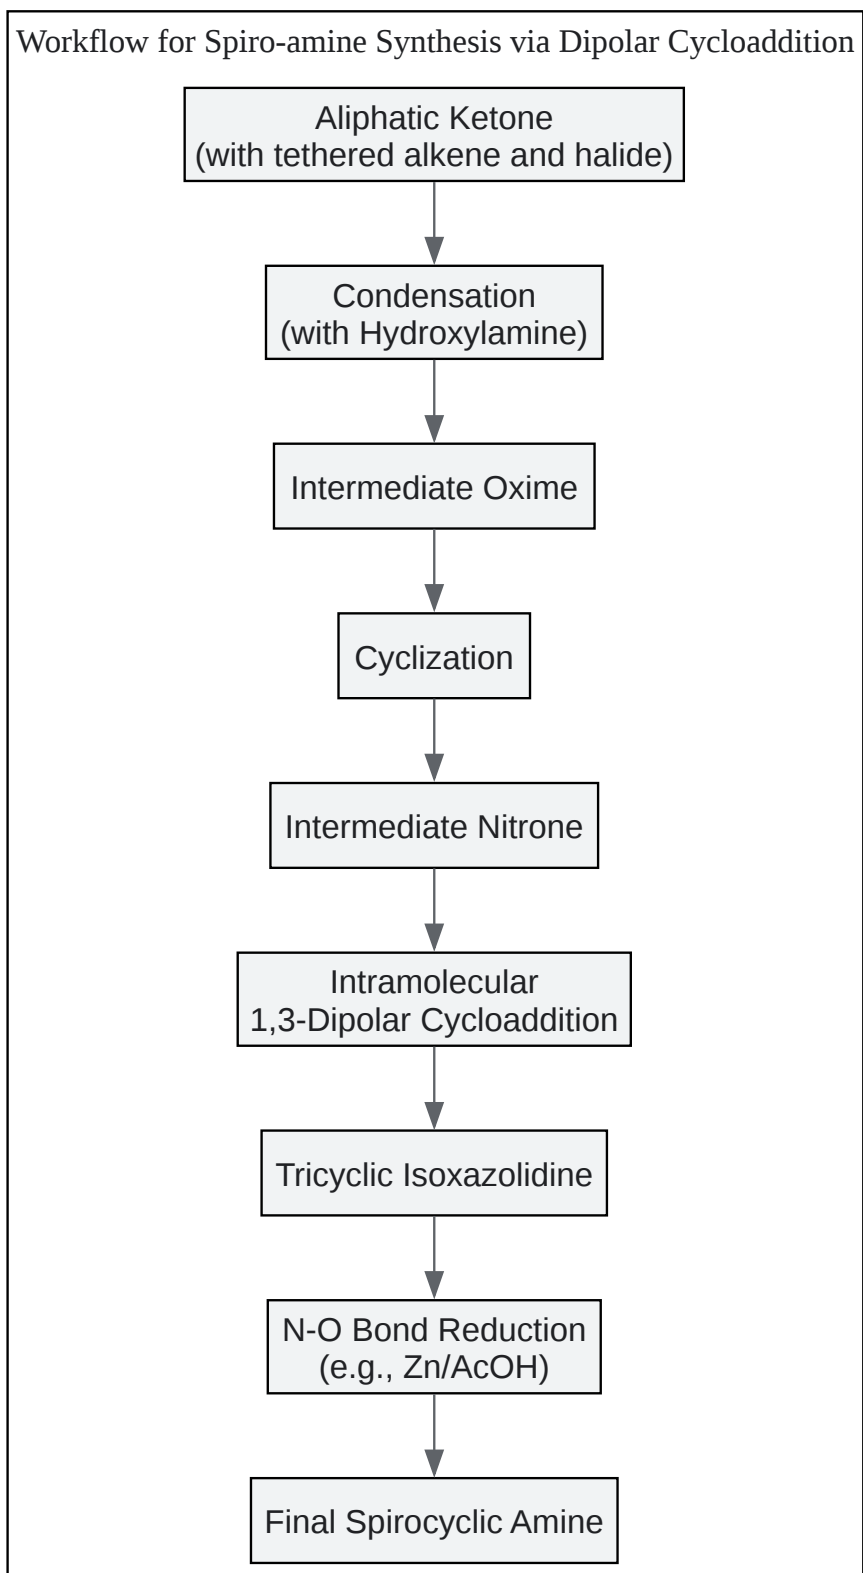 Workflow for Spiro-amine Synthesis via Dipolar Cycloaddition
Aliphatic Ketone
(with tethered alkene and halide)
Condensation
(with Hydroxylamine)
Intermediate Oxime
Cyclization
Intermediate Nitrone
Intramolecular
1,3-Dipolar Cycloaddition
Tricyclic Isoxazolidine
N-O Bond Reduction
(e.g., Zn/AcOH)
Final Spirocyclic Amine